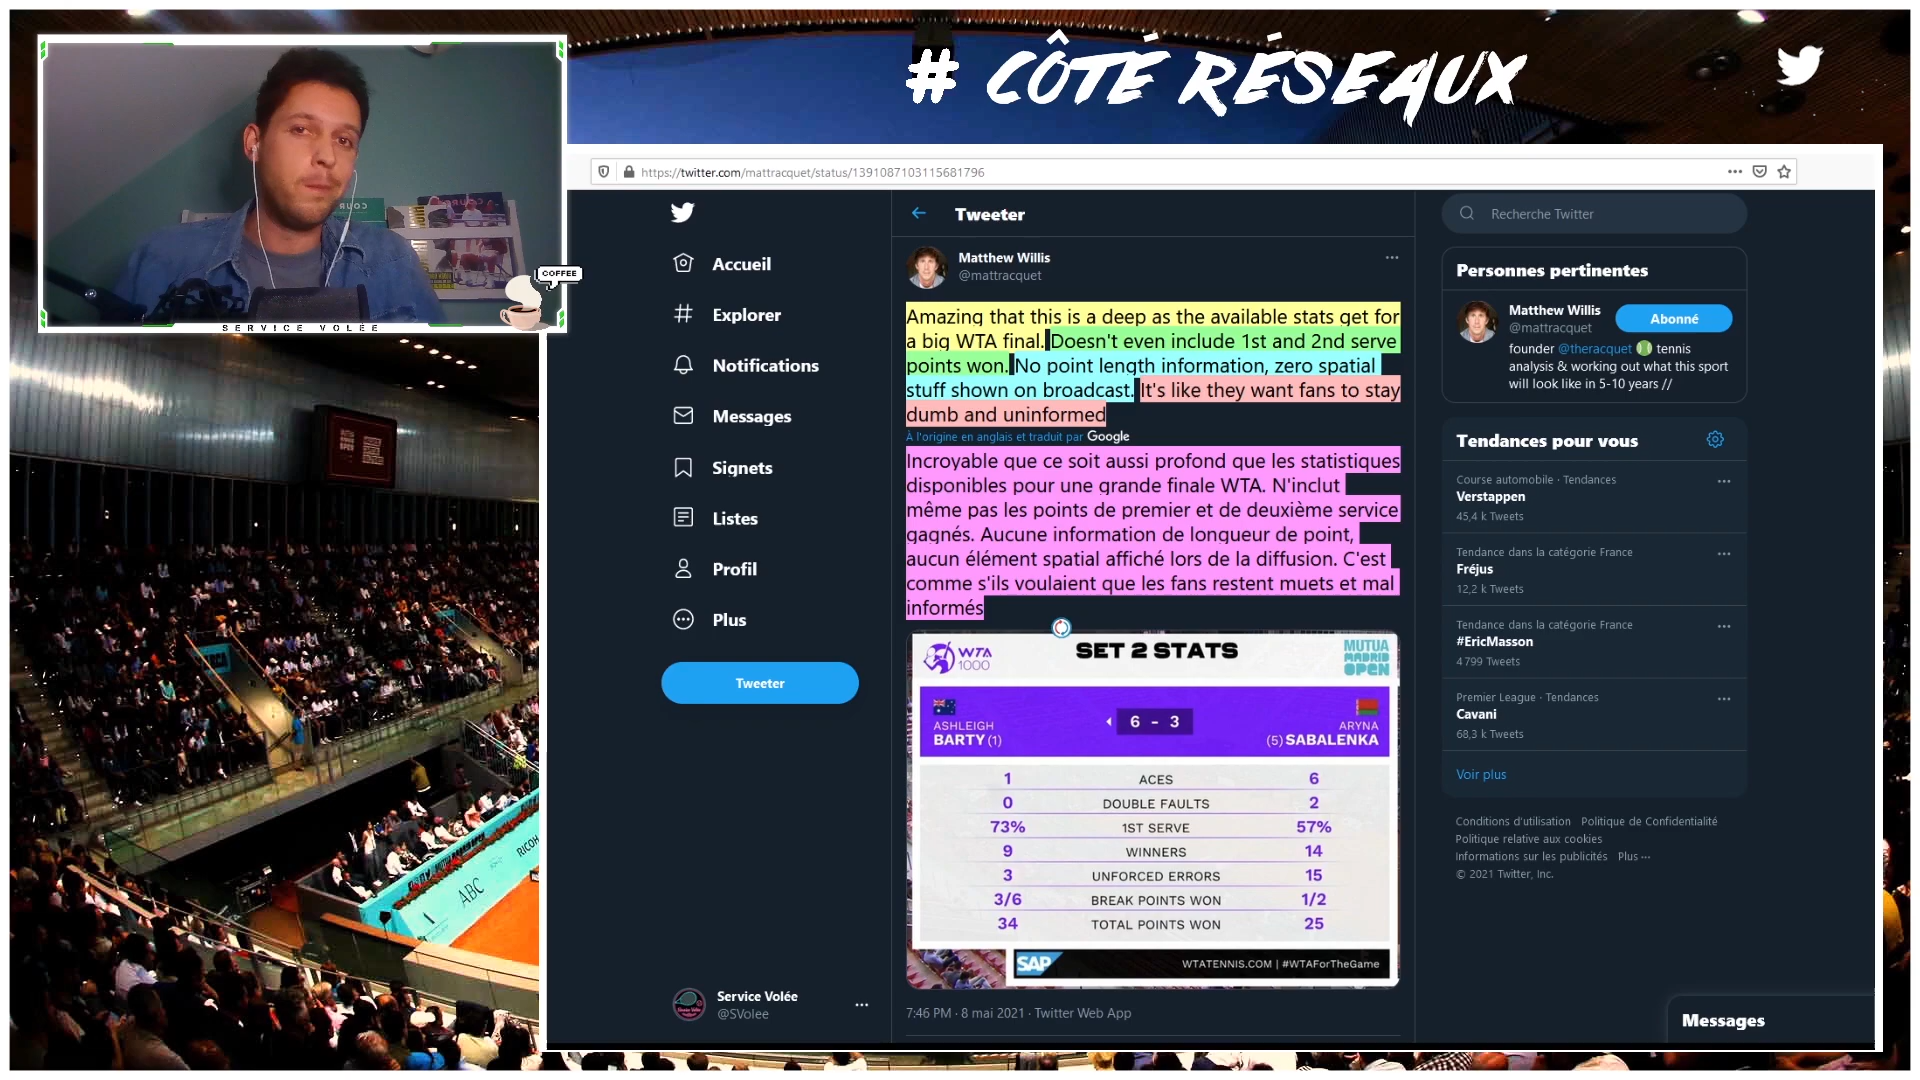 # CÔTÉ RÉSEAUX
COFFEE
SERVICE VOLÉE
https://twitter.com/mattracquet/status/1391087103115681796
Accueil
Explorer
Notifications
Messages
Signets
Listes
Profil
Plus
Tweeter
Service Volée
@SVolee
Tweeter
Matthew Willis
@mattracquet
Amazing that this is a deep as the available stats get for
a big WTA final. Doesn't even include 1st and 2nd serve
points won. No point length information, zero spatial
stuff shown on broadcast. It's like they want fans to stay
dumb and uninformed
À l'origine en anglais et traduit par Google
Incroyable que ce soit aussi profond que les statistiques
disponibles pour une grande finale WTA. N'inclut
même pas les points de premier et de deuxième service
gagnés. Aucune information de longueur de point,
aucun élément spatial affiché lors de la diffusion. C'est
comme s'ils voulaient que les fans restent muets et mal
informés
WTA
1000
SET 2 STATS
MUTUA
MADRID
OPEN
ASHLEIGH
BARTY (1)
6 - 3
ARYNA
(5) SABALENKA
1 ACES 6
0 DOUBLE FAULTS 2
73% 1ST SERVE 57%
9 WINNERS 14
3 UNFORCED ERRORS 15
3/6 BREAK POINTS WON 1/2
34 TOTAL POINTS WON 25
SAP
WTATENNIS.COM | #WTAForTheGame
7:46 PM · 8 mai 2021 · Twitter Web App
Recherche Twitter
Personnes pertinentes
Matthew Willis
@mattracquet
Abonné
founder @theracquet tennis
analysis & working out what this sport
will look like in 5-10 years //
Tendances pour vous
Course automobile · Tendances
Verstappen
45,4 k Tweets
Tendance dans la catégorie France
Fréjus
12,2 k Tweets
Tendance dans la catégorie France
#EricMasson
4 799 Tweets
Premier League · Tendances
Cavani
68,3 k Tweets
Voir plus
Conditions d'utilisation Politique de Confidentialité
Politique relative aux cookies
Informations sur les publicités Plus ···
© 2021 Twitter, Inc.
Messages
ABC
RICOH